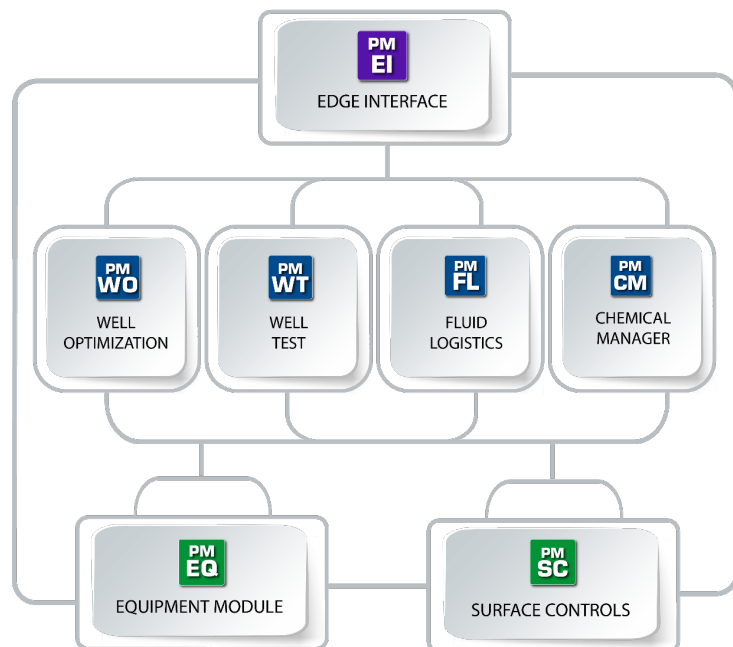 PM
EI
EDGE INTERFACE
PM
WO
WELL
OPTIMIZATION
PM
WT
WELL
TEST
PM
FL
FLUID
LOGISTICS
PM
CM
CHEMICAL
MANAGER
PM
EQ
EQUIPMENT MODULE
PM
SC
SURFACE CONTROLS